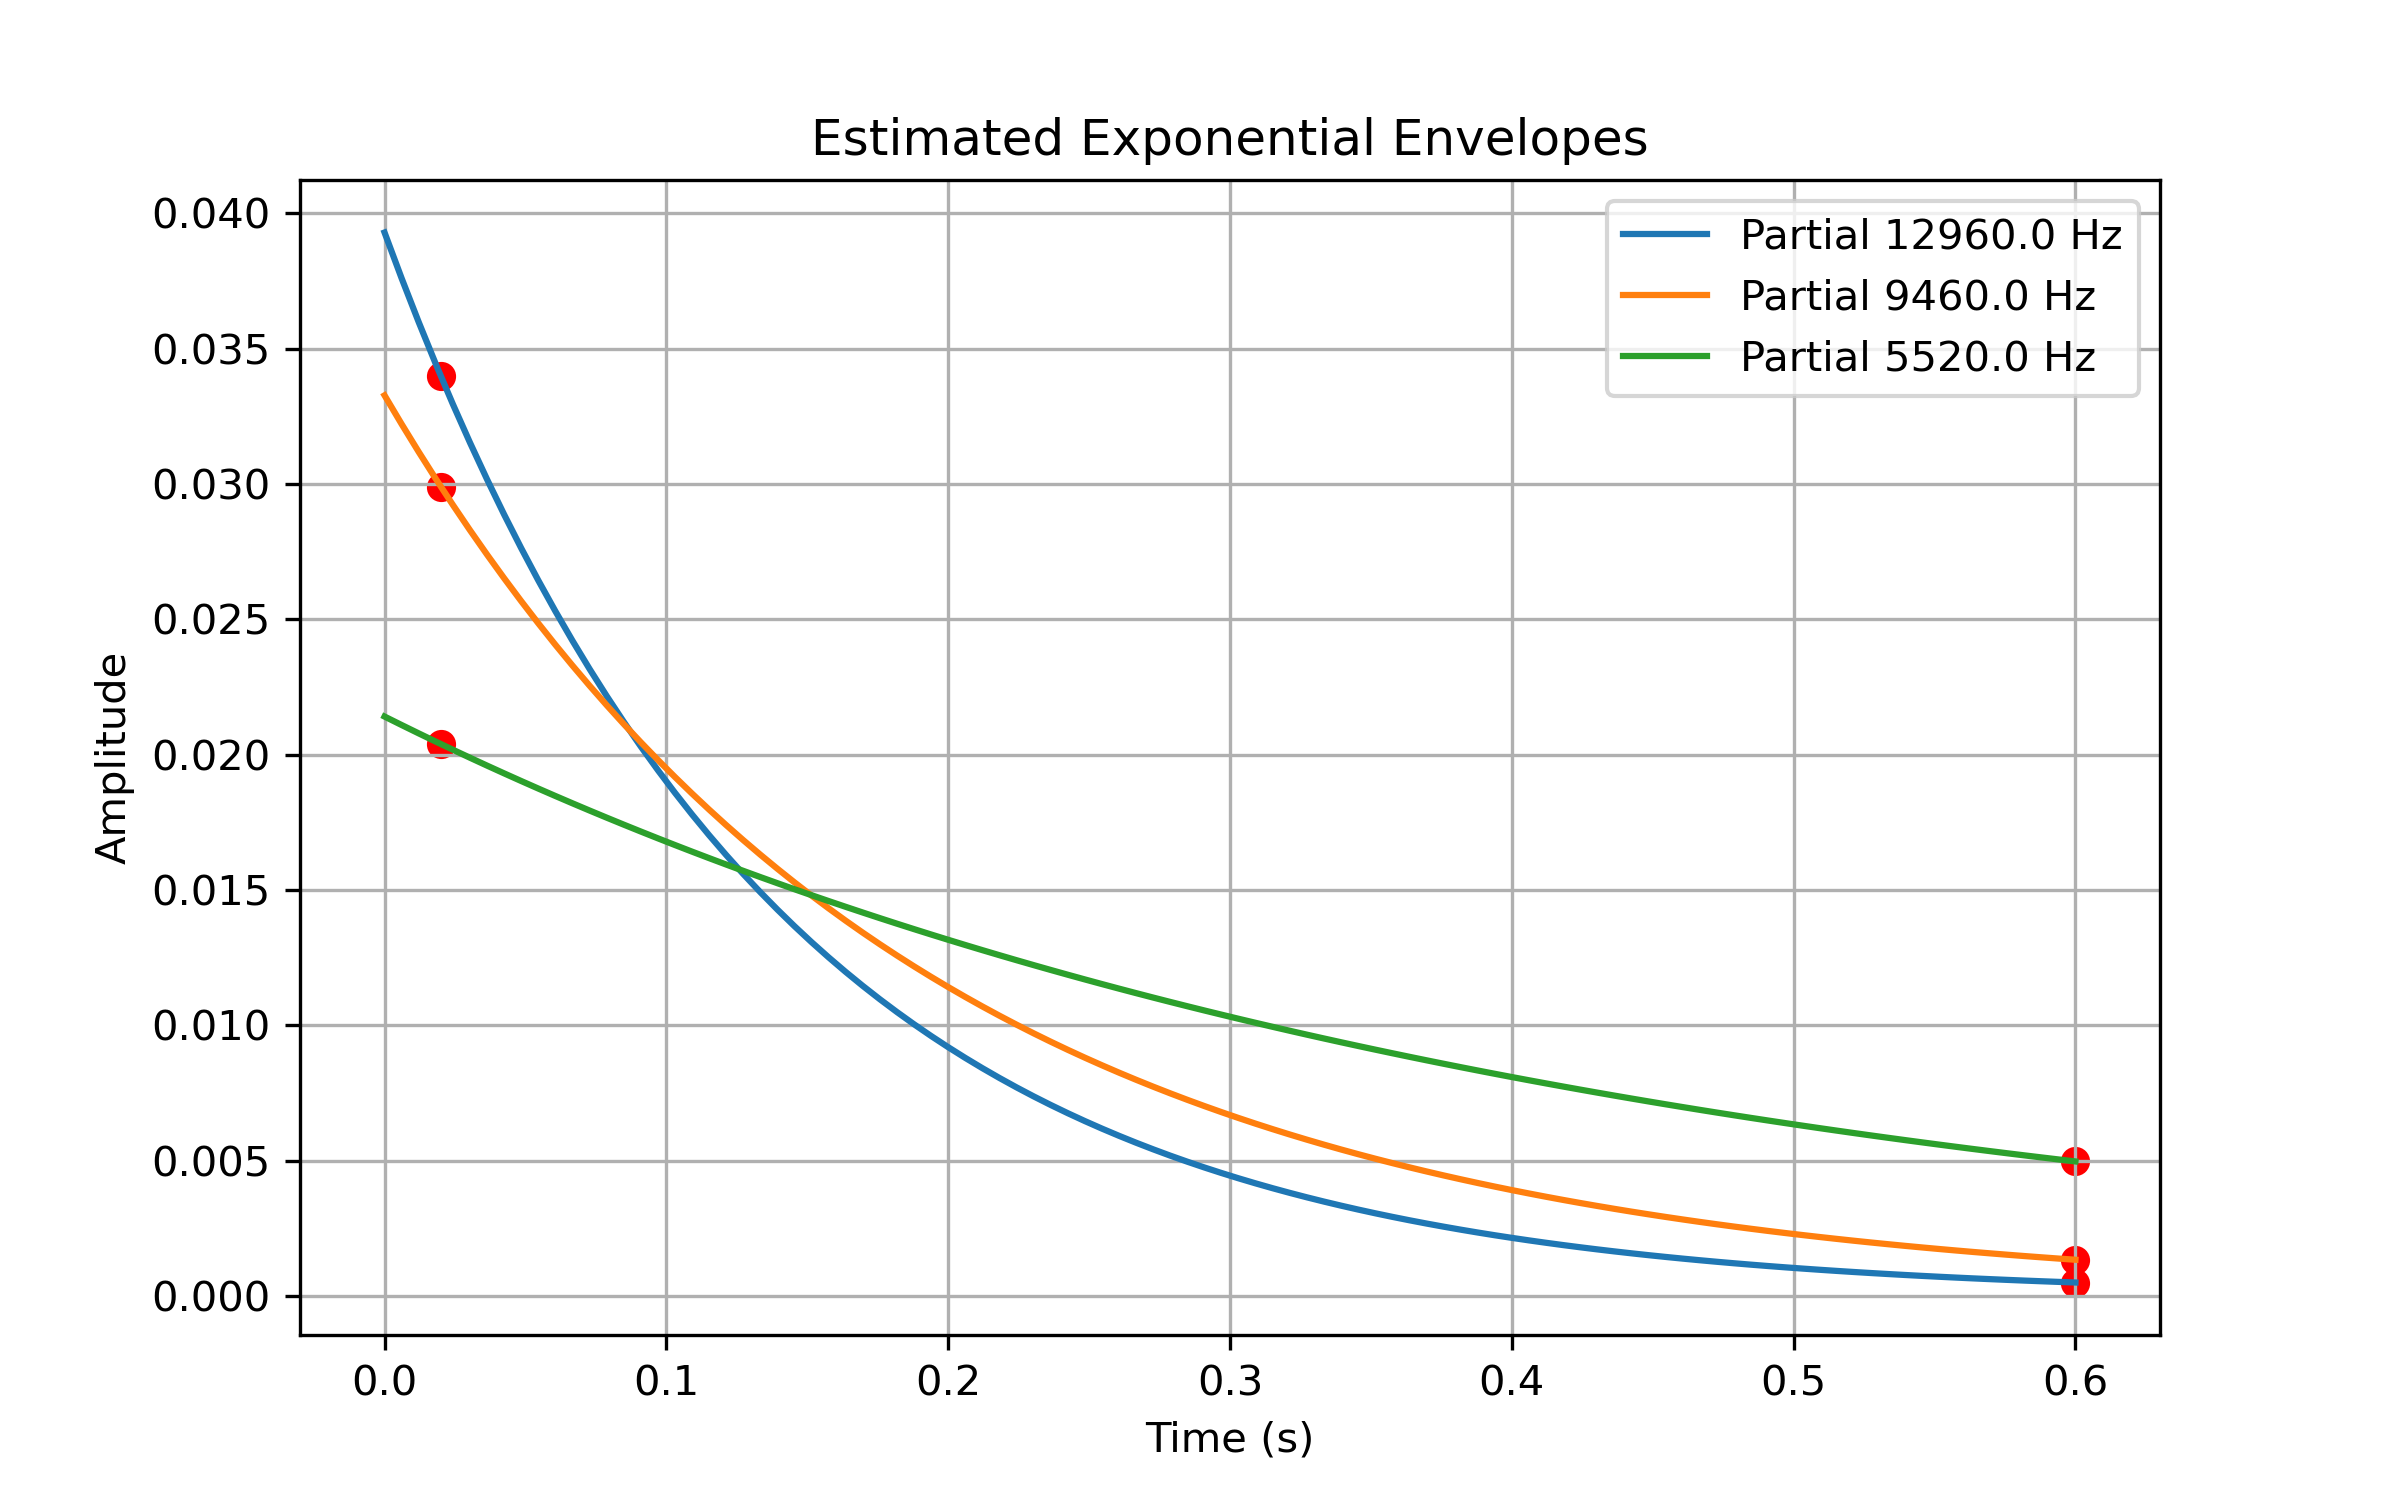 Estimated Exponential Envelopes
Partial 12960.0 Hz
Partial 9460.0 Hz
Partial 5520.0 Hz
0.040
0.035
0.030
0.025
0.020
0.015
0.010
0.005
0.000
Amplitude
0.0 0.1 0.2 0.3 0.4 0.5 0.6
Time (s)